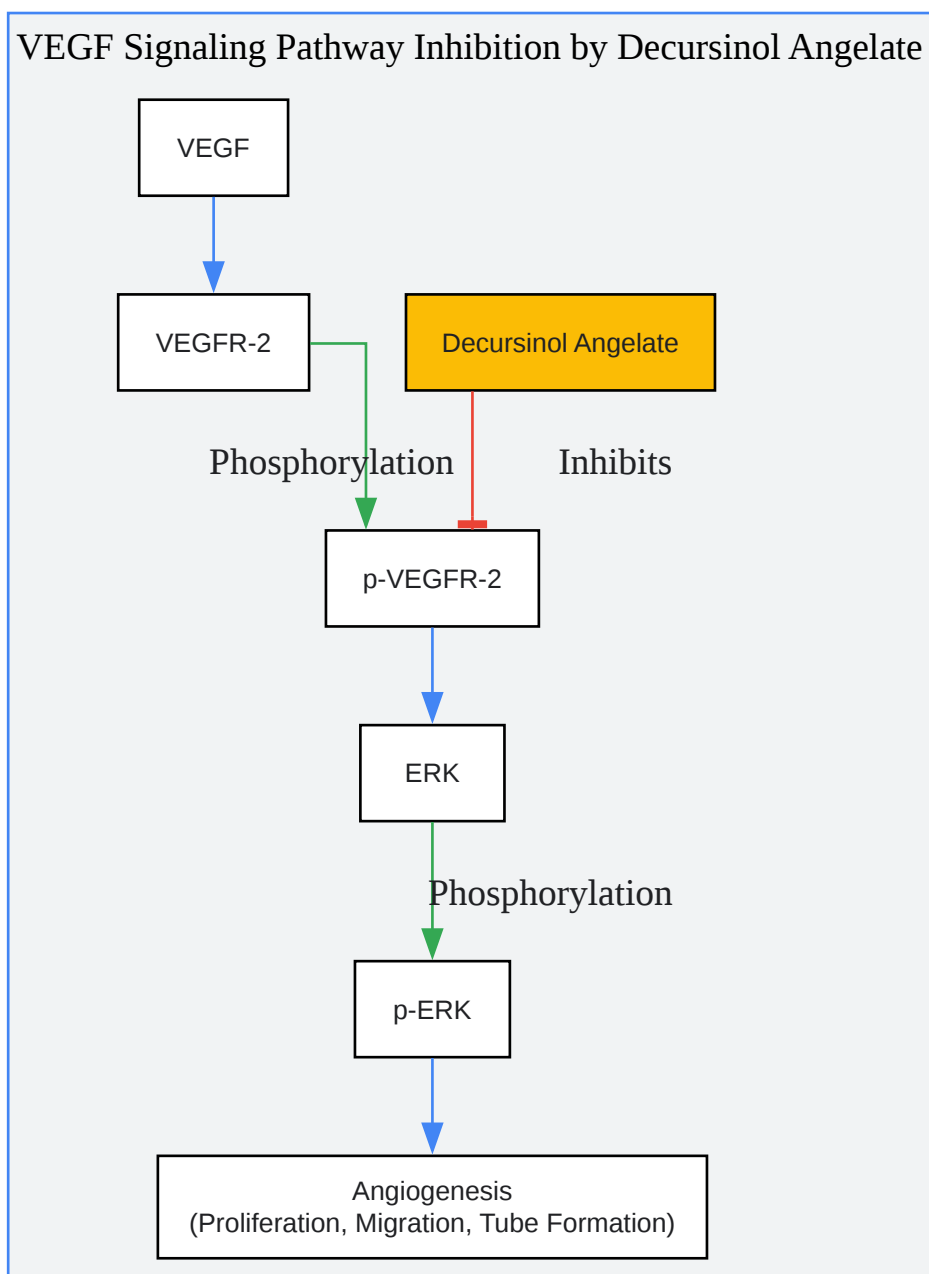 VEGF Signaling Pathway Inhibition by Decursinol Angelate
VEGF
VEGFR-2
Decursinol Angelate
Phosphorylation
Inhibits
p-VEGFR-2
ERK
Phosphorylation
p-ERK
Angiogenesis
(Proliferation, Migration, Tube Formation)